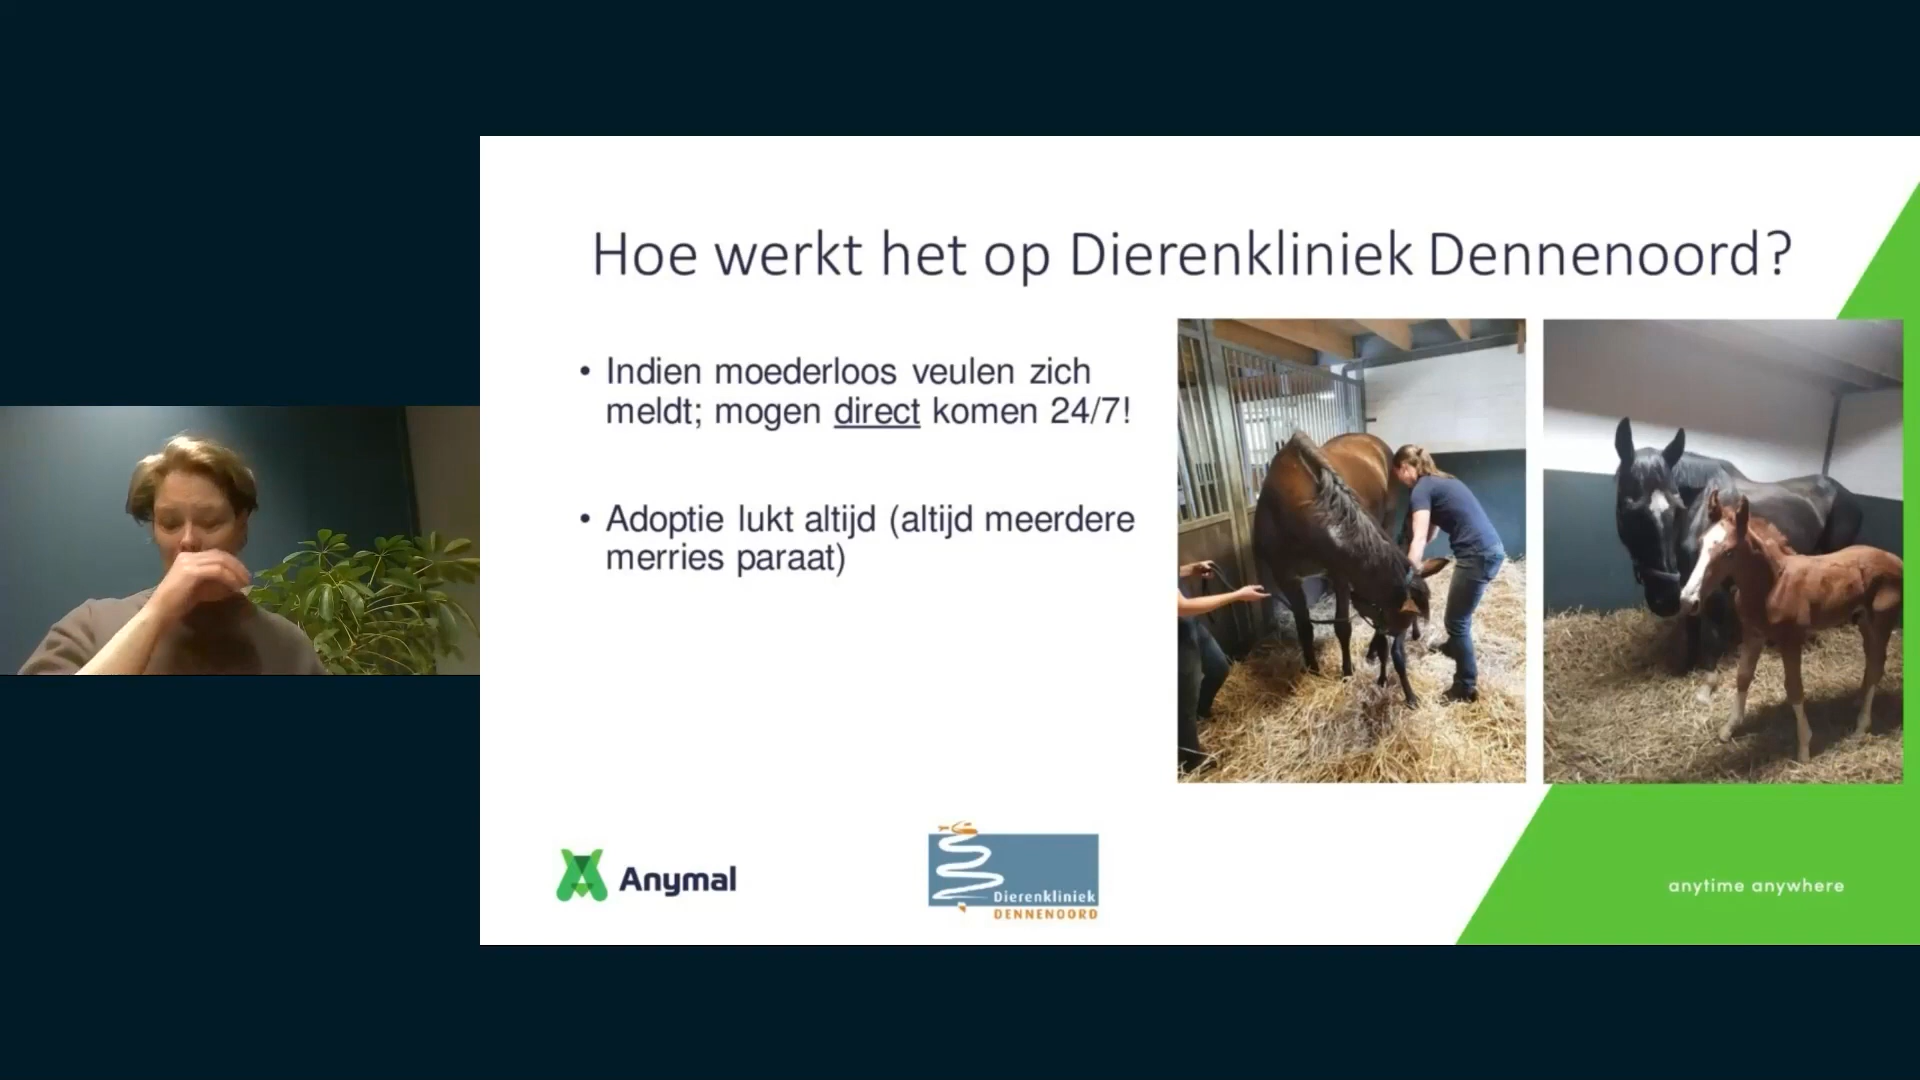 Hoe werkt het op Dierenkliniek Dennenoord?
• Indien moederloos veulen zich
meldt; mogen direct komen 24/7!
• Adoptie lukt altijd (altijd meerdere
merries paraat)
Anymal
Dierenkliniek
DENNENOORD
anytime anywhere